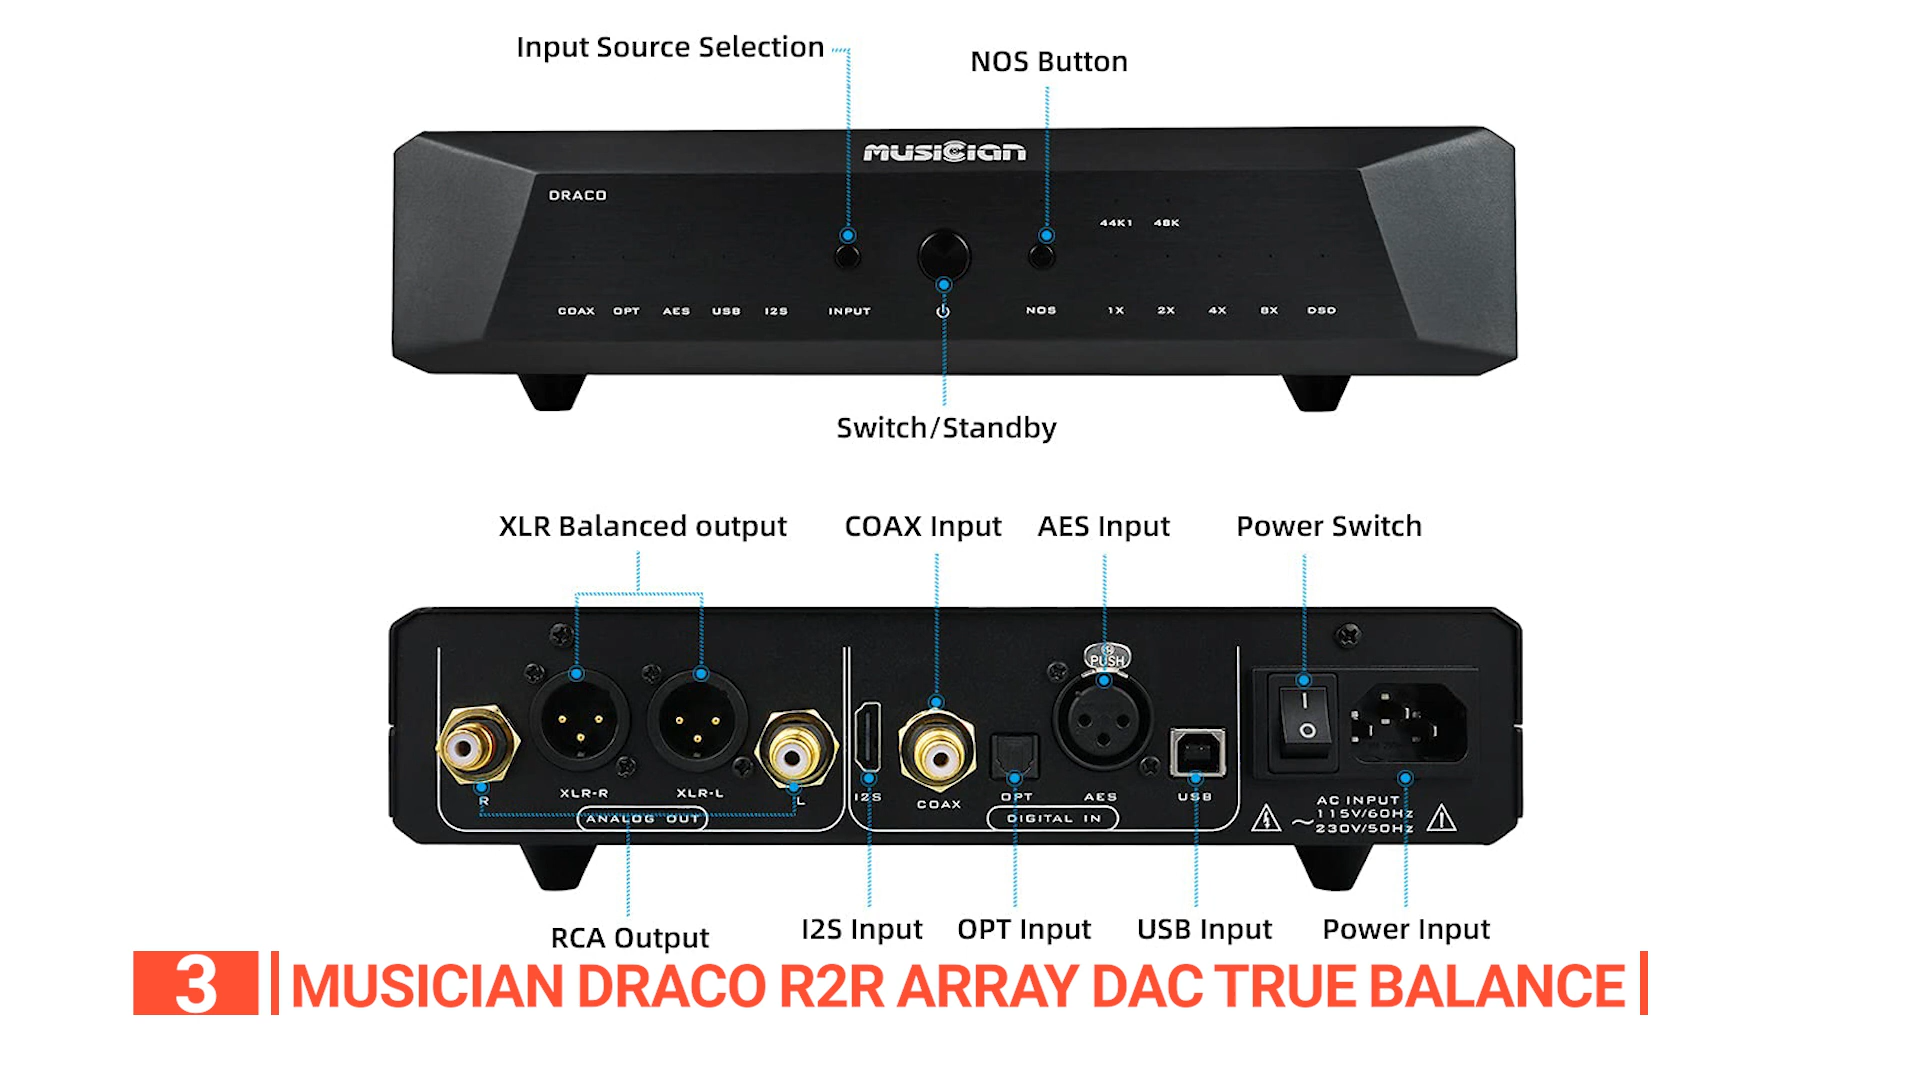 Input Source Selection
NOS Button
musician
DRACO
44K1 48K
COAX OPT AES USB I2S INPUT NOS 1X 2X 4X 8X DSD
Switch/Standby
XLR Balanced output COAX Input AES Input Power Switch
PUSH
I
O
R XLR-R XLR-L L I2S COAX OPT AES USB
ANALOG OUT DIGITAL IN
AC INPUT
115V/60Hz
~ 230V/50Hz
RCA Output I2S Input OPT Input USB Input Power Input
3 MUSICIAN DRACO R2R ARRAY DAC TRUE BALANCE